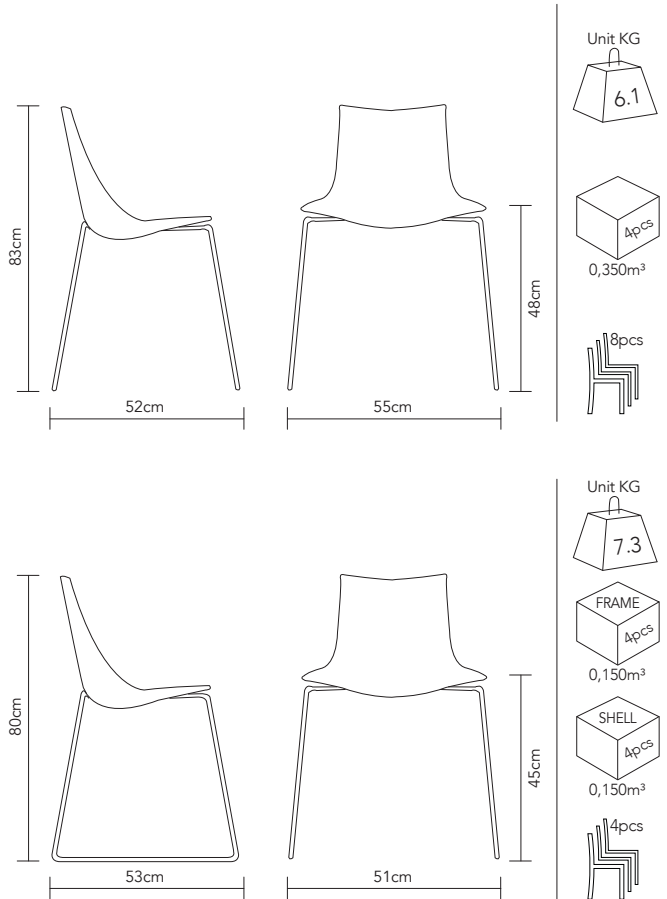 Unit KG
6.1
4pcs
0,350m³
8pcs
83cm
48cm
52cm
55cm
Unit KG
7.3
FRAME
4pcs
0,150m³
SHELL
4pcs
0,150m³
4pcs
80cm
45cm
53cm
51cm